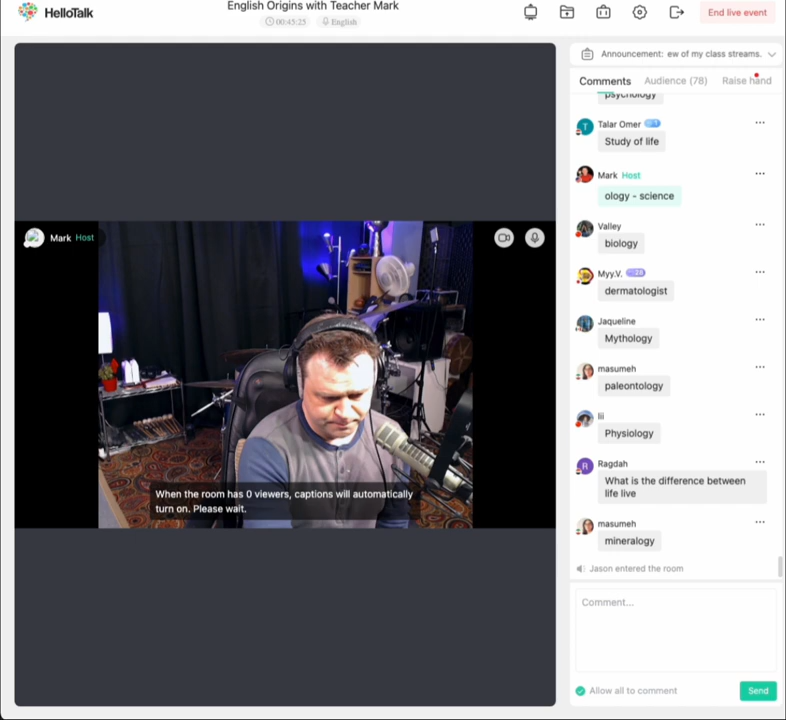 HelloTalk
English Origins with Teacher Mark
00:45:25
English
End live event
Announcement: ew of my class streams.
Comments
Audience (78)
Raise hand
psychology
Talar Omer
Study of life
Mark Host
ology - science
Valley
biology
Myy.V. 28
dermatologist
Jaqueline
Mythology
masumeh
paleontology
lii
Physiology
R Ragdah
What is the difference between
life live
masumeh
mineralogy
Jason entered the room
Comment...
Allow all to comment
Send
Mark Host
When the room has 0 viewers, captions will automatically
turn on. Please wait.